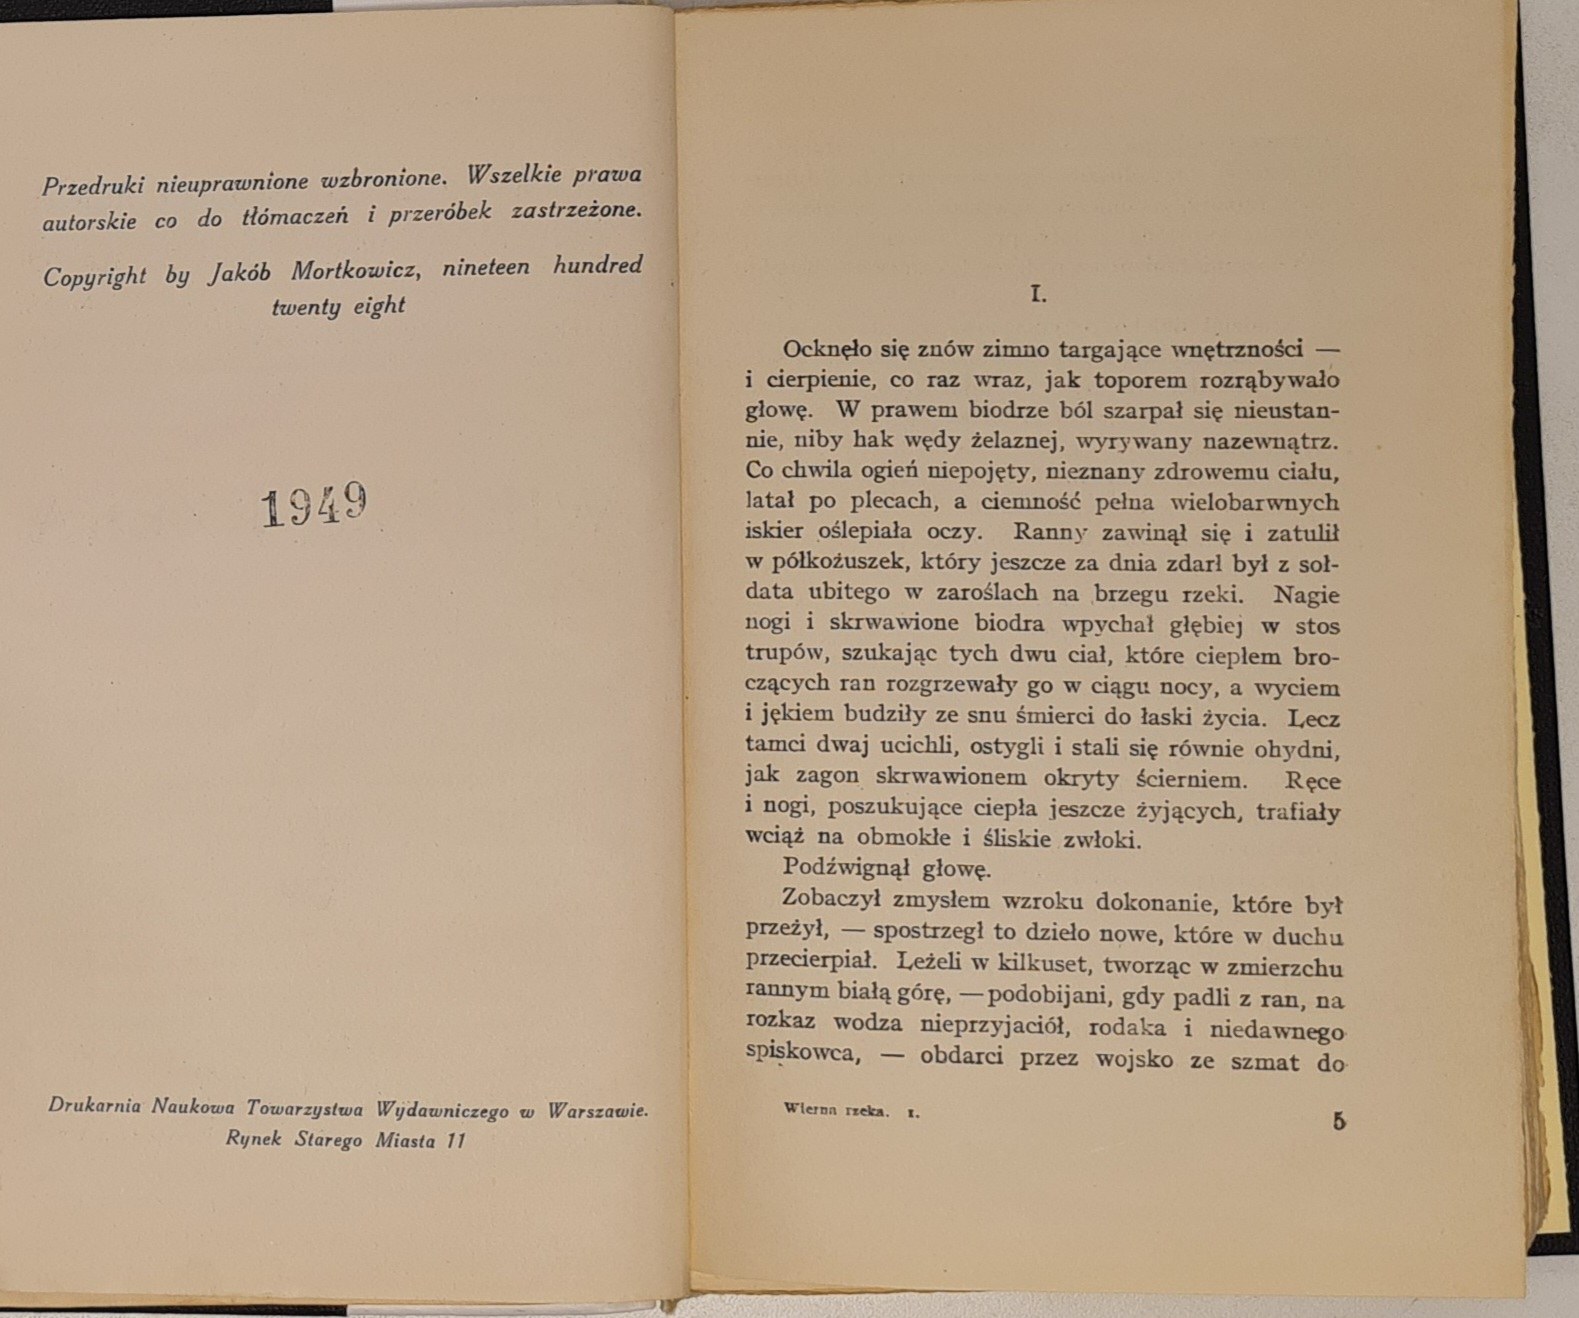 Przedruki nieuprawnione wzbronione. Wszelkie prawa
autorskie co do tłómaczeń i przeróbek zastrzeżone.
Copyright by Jakób Mortkowicz, nineteen hundred
twenty eight
1949
Drukarnia Naukowa Towarzystwa Wydawniczego w Warszawie.
Rynek Starego Miasta 11
I.
Ocknęło się znów zimno targające wnętrzności —
i cierpienie, co raz wraz, jak toporem rozrąbywało
głowę. W prawem biodrze ból szarpał się nieustan-
nie, niby hak wędy żelaznej, wyrywany nazewnątrz.
Co chwila ogień niepojęty, nieznany zdrowemu ciału,
latał po plecach, a ciemność pełna wielobarwnych
iskier oślepiała oczy. Ranny zawinął się i zatulił
w półkożuszek, który jeszcze za dnia zdarł był z soł-
data ubitego w zaroślach na brzegu rzeki. Nagie
nogi i skrwawione biodra wpychał głębiej w stos
trupów, szukając tych dwu ciał, które ciepłem bro-
czących ran rozgrzewały go w ciągu nocy, a wyciem
i jękiem budziły ze snu śmierci do łaski życia. Lecz
tamci dwaj ucichli, ostygli i stali się równie ohydni,
jak zagon skrwawionem okryty ścierniem. Ręce
i nogi, poszukujące ciepła jeszcze żyjących, trafiały
wciąż na obmokłe i śliskie zwłoki.
Podźwignął głowę.
Zobaczył zmysłem wzroku dokonanie, które był
przeżył, — spostrzegł to dzieło nowe, które w duchu
przecierpiał. Leżeli w kilkuset, tworząc w zmierzchu
rannym białą górę, — podobijani, gdy padli z ran, na
rozkaz wodza nieprzyjaciół, rodaka i niedawnego
spiskowca, — obdarci przez wojsko ze szmat do
Wierna rzeka. 1.
5